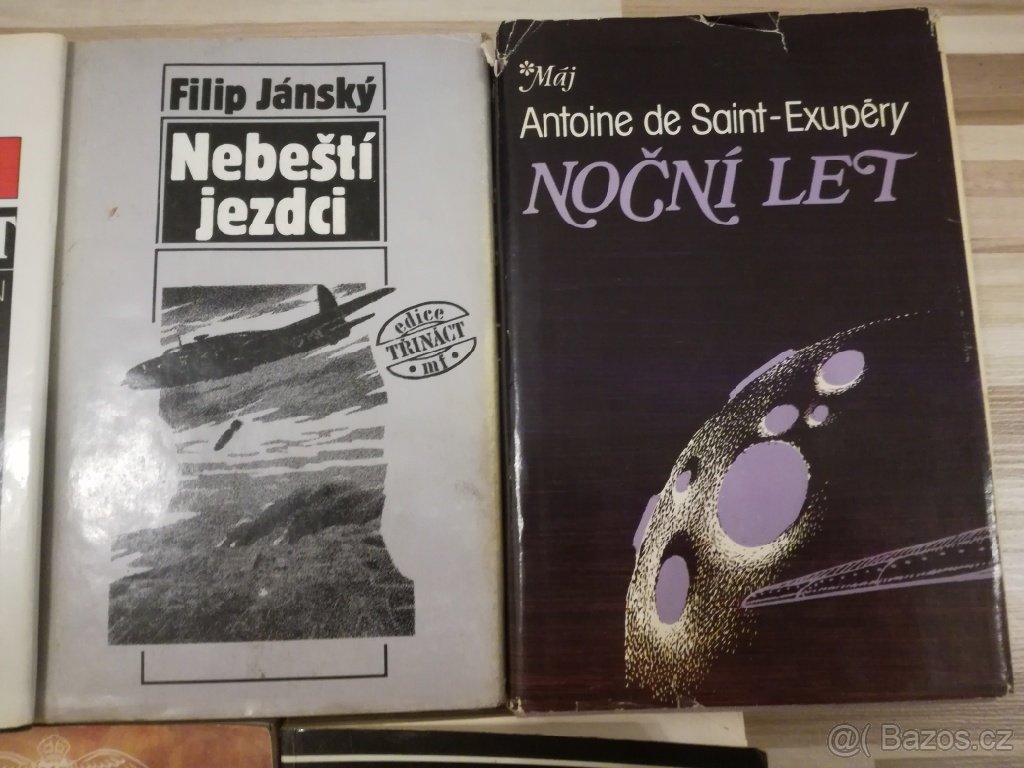 Filip Jánský
Nebeští
jezdci
edice
TŘINÁCT
• mf •
*Máj
Antoine de Saint-Exupéry
NOČNÍ LET
@( Bazos.cz